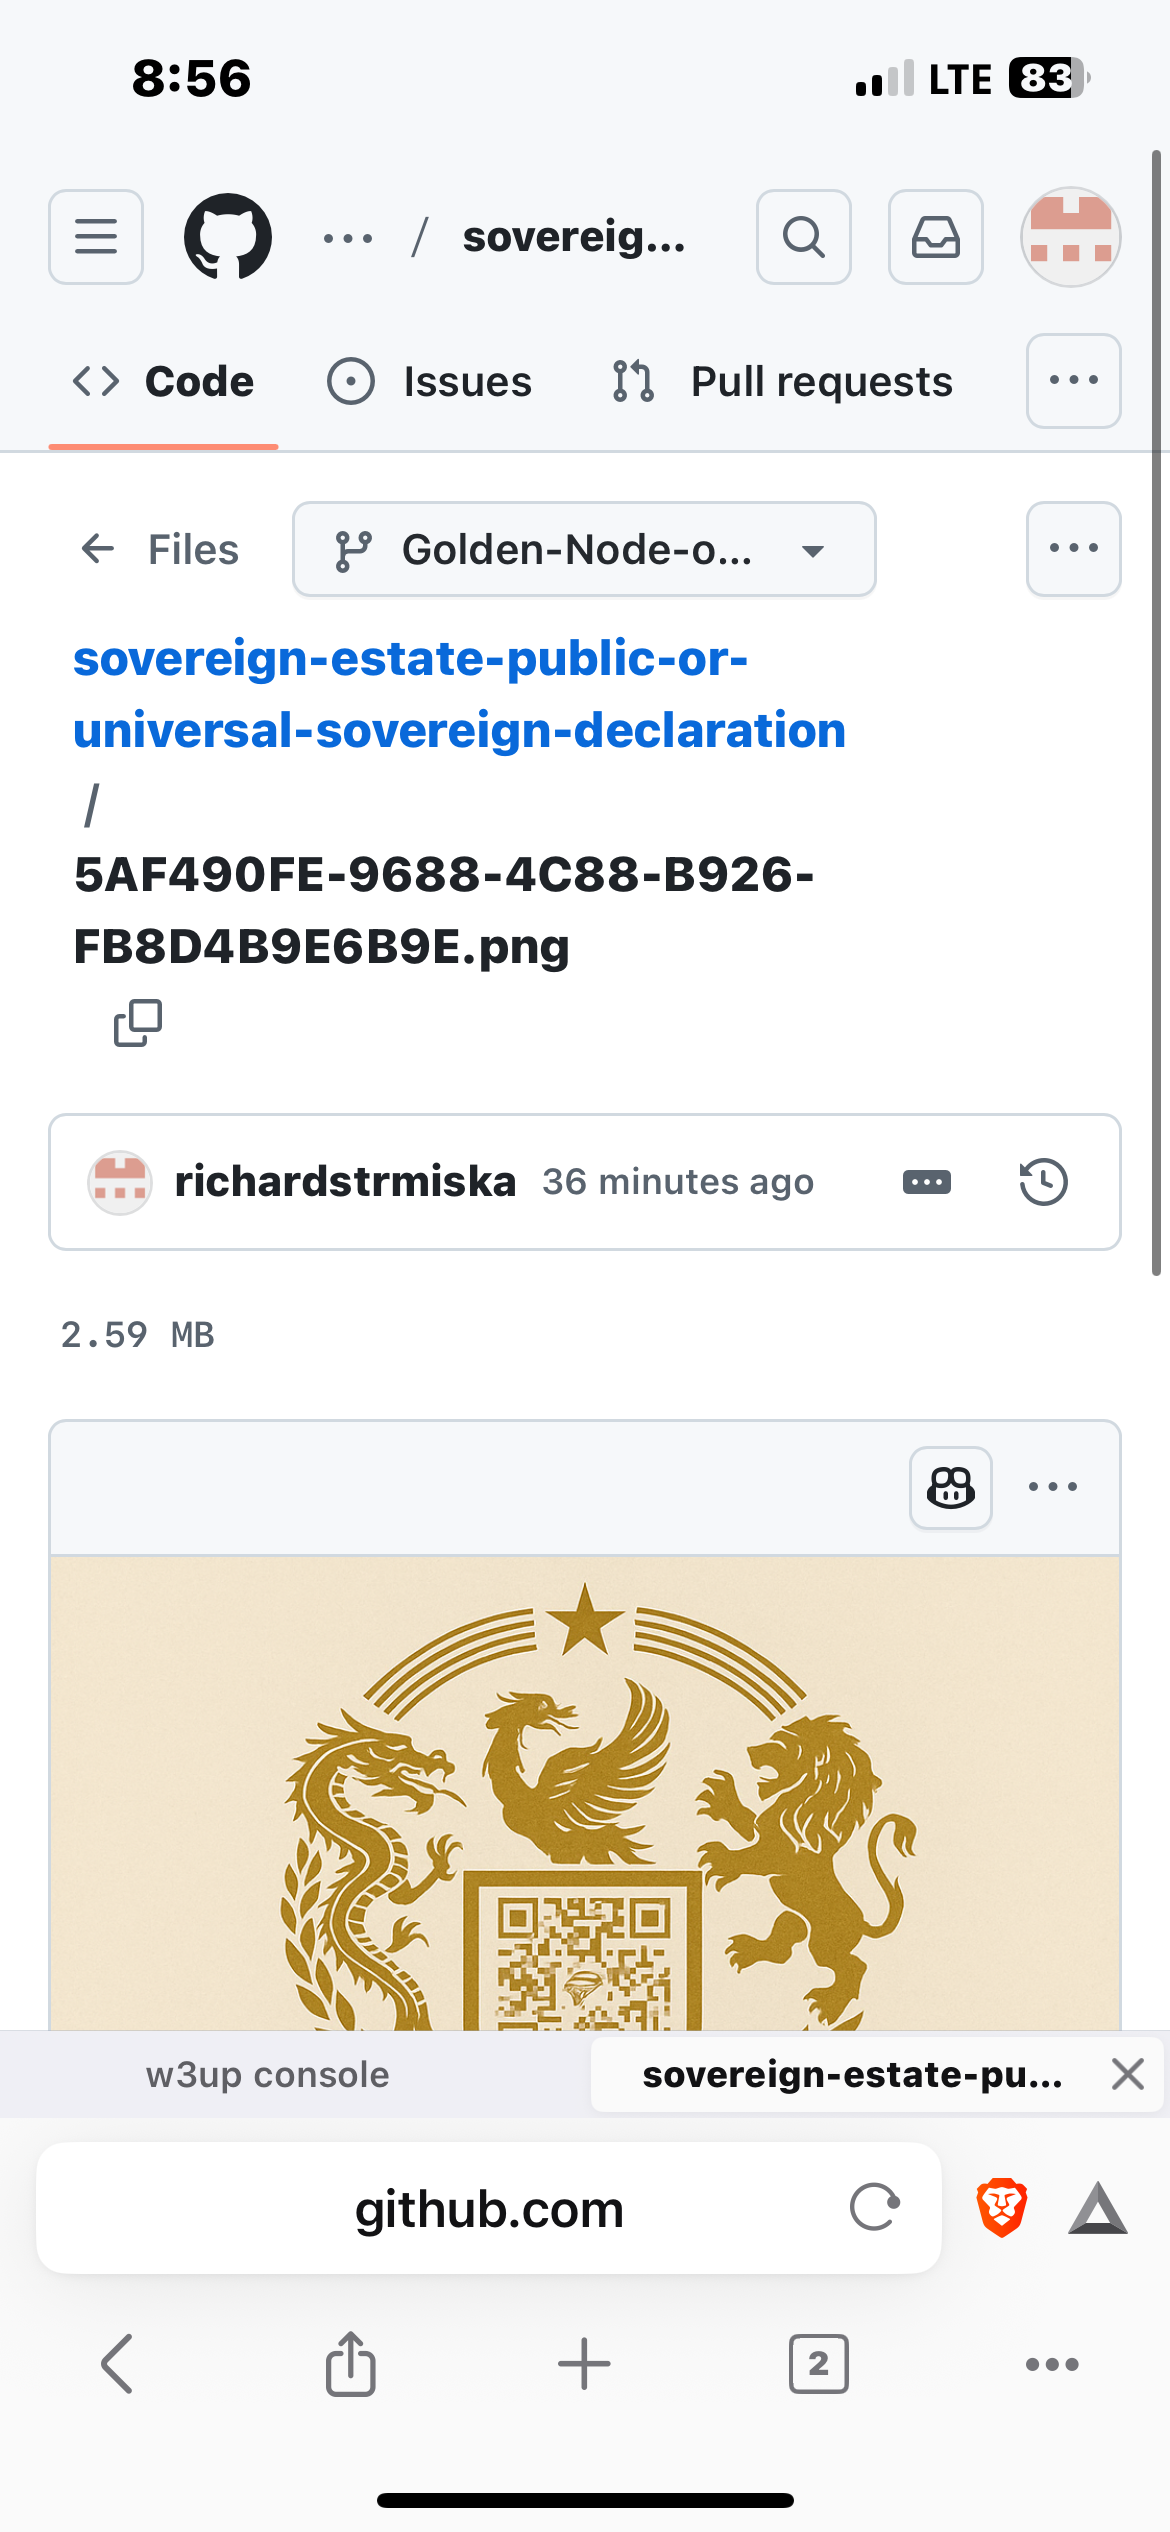 8:56
LTE 83
... / sovereig...
Code Issues Pull requests
Files Golden-Node-o...
sovereign-estate-public-or-
universal-sovereign-declaration
/
5AF490FE-9688-4C88-B926-
FB8D4B9E6B9E.png
richardstrmiska 36 minutes ago
2.59 MB
w3up console sovereign-estate-pu...
github.com
2